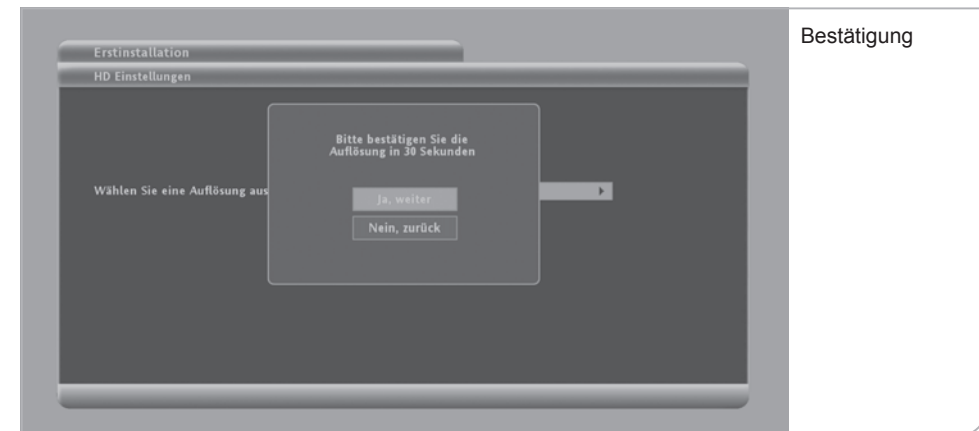 Bestätigung
Erstinstallation
HD Einstellungen
Bitte bestätigen Sie die
Auflösung in 30 Sekunden
Wählen Sie eine Auflösung aus
Ja, weiter
Nein, zurück